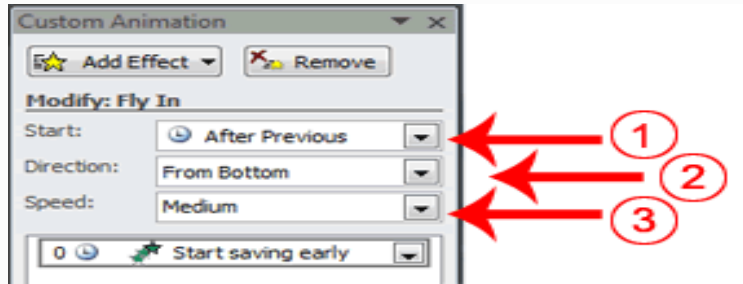 Custom Animation
Add Effect Remove
Modify: Fly In
Start: After Previous 1
Direction: From Bottom 2
Speed: Medium 3
0 Start saving early